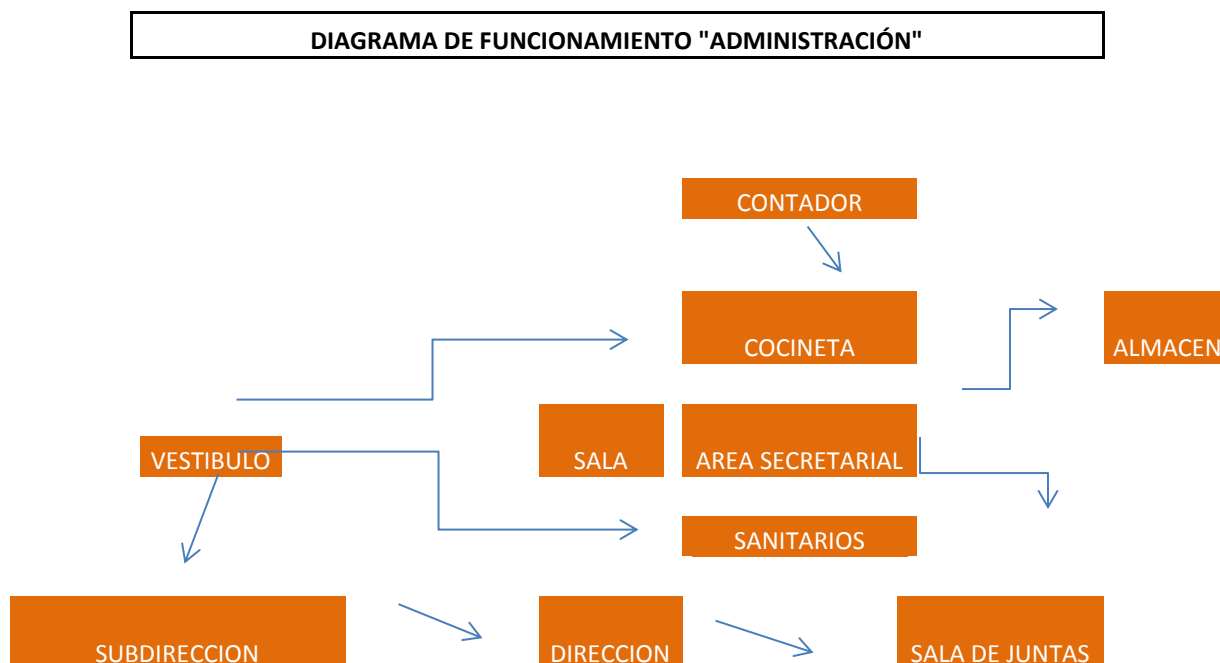 DIAGRAMA DE FUNCIONAMIENTO "ADMINISTRACIÓN"
CONTADOR
COCINETA
ALMACEN
VESTIBULO
SALA
AREA SECRETARIAL
SANITARIOS
SUBDIRECCION
DIRECCION
SALA DE JUNTAS